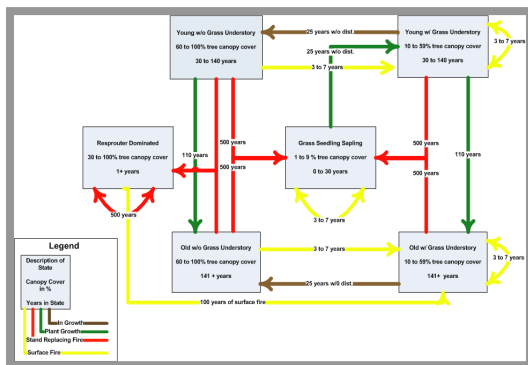 Young w/o Grass Understory
60 to 100% tree canopy cover
30 to 140 years
25 years w/o dist.
25 years w/o dist.
3 to 7 years
Young w/ Grass Understory
10 to 59% tree canopy cover
30 to 140 years
3 to 7 years
Resprouter Dominated
30 to 100% tree canopy cover
1+ years
110 years
500 years
500 years
Grass Seedling Sapling
1 to 9 % tree canopy cover
0 to 30 years
500 years
500 years
110 years
500 years
3 to 7 years
Old w/o Grass Understory
60 to 100% tree canopy cover
141 + years
3 to 7 years
25 years w/0 dist.
Old w/ Grass Understory
10 to 59% tree canopy cover
141+ years
3 to 7 years
100 years of surface fire
Legend
Description of
State
Canopy Cover
in %
Years in State
In Growth
Plant Growth
Stand Replacing Fire
Surface Fire